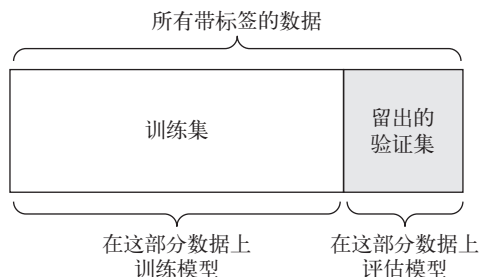 所有带标签的数据
训练集
留出的
验证集
在这部分数据上
训练模型
在这部分数据上
评估模型